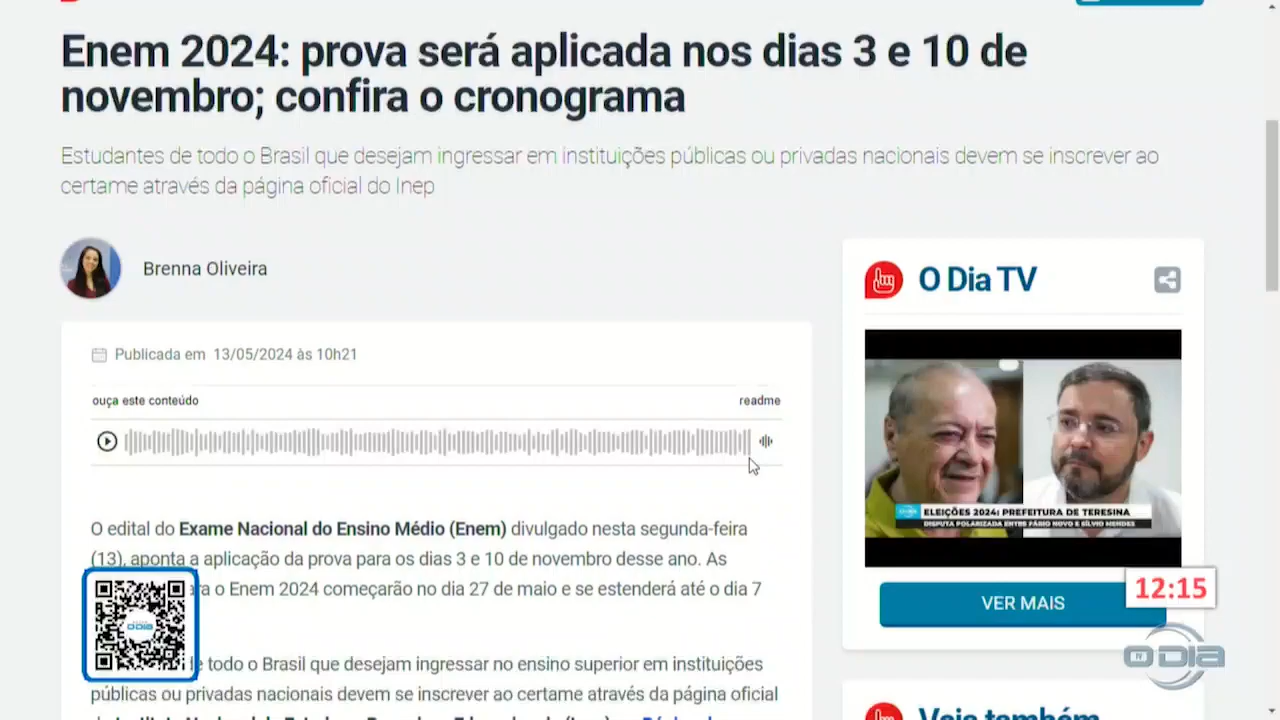 Enem 2024: prova será aplicada nos dias 3 e 10 de
novembro; confira o cronograma
Estudantes de todo o Brasil que desejam ingressar em instituições públicas ou privadas nacionais devem se inscrever ao
certame através da página oficial do Inep
Brenna Oliveira
Publicada em 13/05/2024 às 10h21
ouça este conteúdo
readme
O edital do Exame Nacional do Ensino Médio (Enem) divulgado nesta segunda-feira
(13), aponta a aplicação da prova para os dias 3 e 10 de novembro desse ano. As
o Enem 2024 começarão no dia 27 de maio e se estenderá até o dia 7
todo o Brasil que desejam ingressar no ensino superior em instituições
públicas ou privadas nacionais devem se inscrever ao certame através da página oficial
O DIA
O Dia TV
ELEIÇÕES 2024: PREFEITURA DE TERESINA
DISPUTA POLARIZADA ENTRE FÁBIO NOVO E SÍLVIO MENDES
VER MAIS
12:15
TV O DIA
Veja também